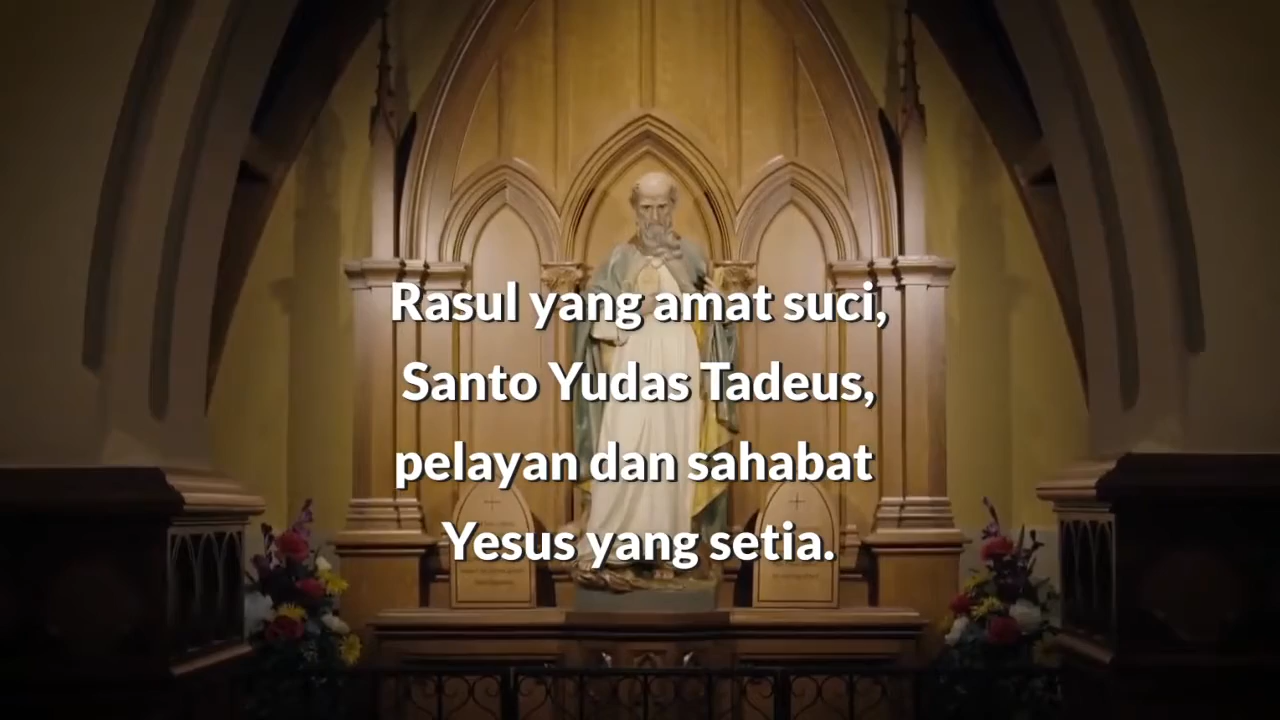 Rasul yang amat suci,
Santo Yudas Tadeus,
pelayan dan sahabat
Yesus yang setia.